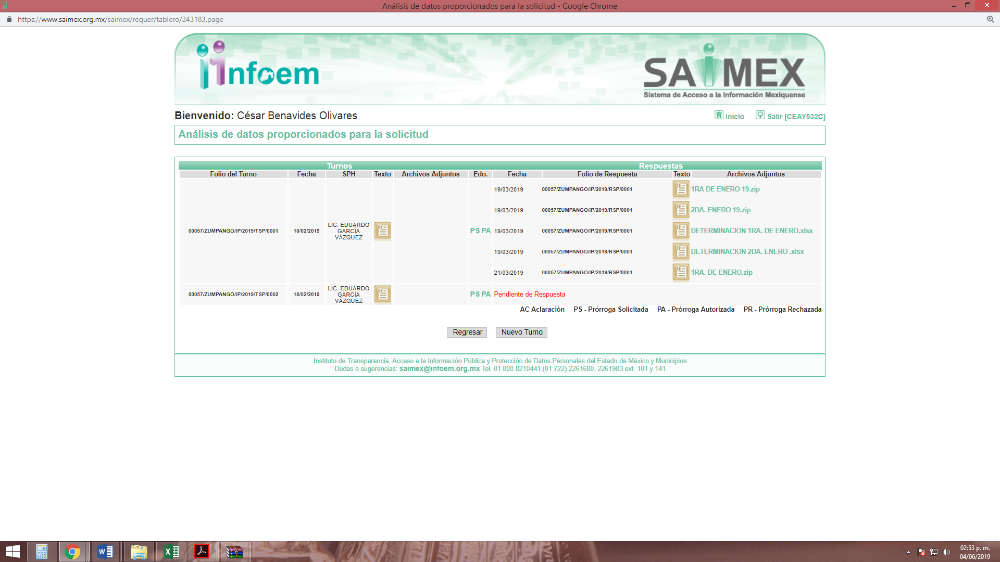 Análisis de datos proporcionados para la solicitud - Google Chrome
https://www.saimex.org.mx/saimex/requer/tablero/243183.page
infoem
SAIMEX
Sistema de Acceso a la Información Mexiquense
Bienvenido: César Benavides Olivares
Inicio Salir [CEAY532C]
Análisis de datos proporcionados para la solicitud
Turnos Respuestas
Folio del Turno Fecha SPH Texto Archivos Adjuntos Edo. Fecha Folio de Respuesta Texto Archivos Adjuntos
19/03/2019 00057/ZUMPANGO/IP/2019/RSP/0001 1RA DE ENERO 19.zip
19/03/2019 00057/ZUMPANGO/IP/2019/RSP/0001 2DA. ENERO 19.zip
00057/ZUMPANGO/IP/2019/TSP/0001 18/02/2019 LIC. EDUARDO
GARCÍA
VÁZQUEZ
PS PA 19/03/2019 00057/ZUMPANGO/IP/2019/RSP/0001 DETERMINACION 1RA. DE ENERO.xlsx
19/03/2019 00057/ZUMPANGO/IP/2019/RSP/0001 DETERMINACION 2DA. ENERO .xlsx
21/03/2019 00057/ZUMPANGO/IP/2019/RSP/0001 1RA. DE ENERO.zip
00057/ZUMPANGO/IP/2019/TSP/0002 18/02/2019 LIC. EDUARDO
GARCÍA
VÁZQUEZ
PS PA Pendiente de Respuesta
AC Aclaración PS - Prórroga Solicitada PA - Prórroga Autorizada PR - Prórroga Rechazada
Regresar Nuevo Turno
Instituto de Transparencia, Acceso a la Información Pública y Protección de Datos Personales del Estado de México y Municipios
Dudas o sugerencias: saimex@infoem.org.mx Tel. 01 800 8210441 (01 722) 2261680, 2261983 ext. 101 y 141
02:53 p. m.
04/06/2019